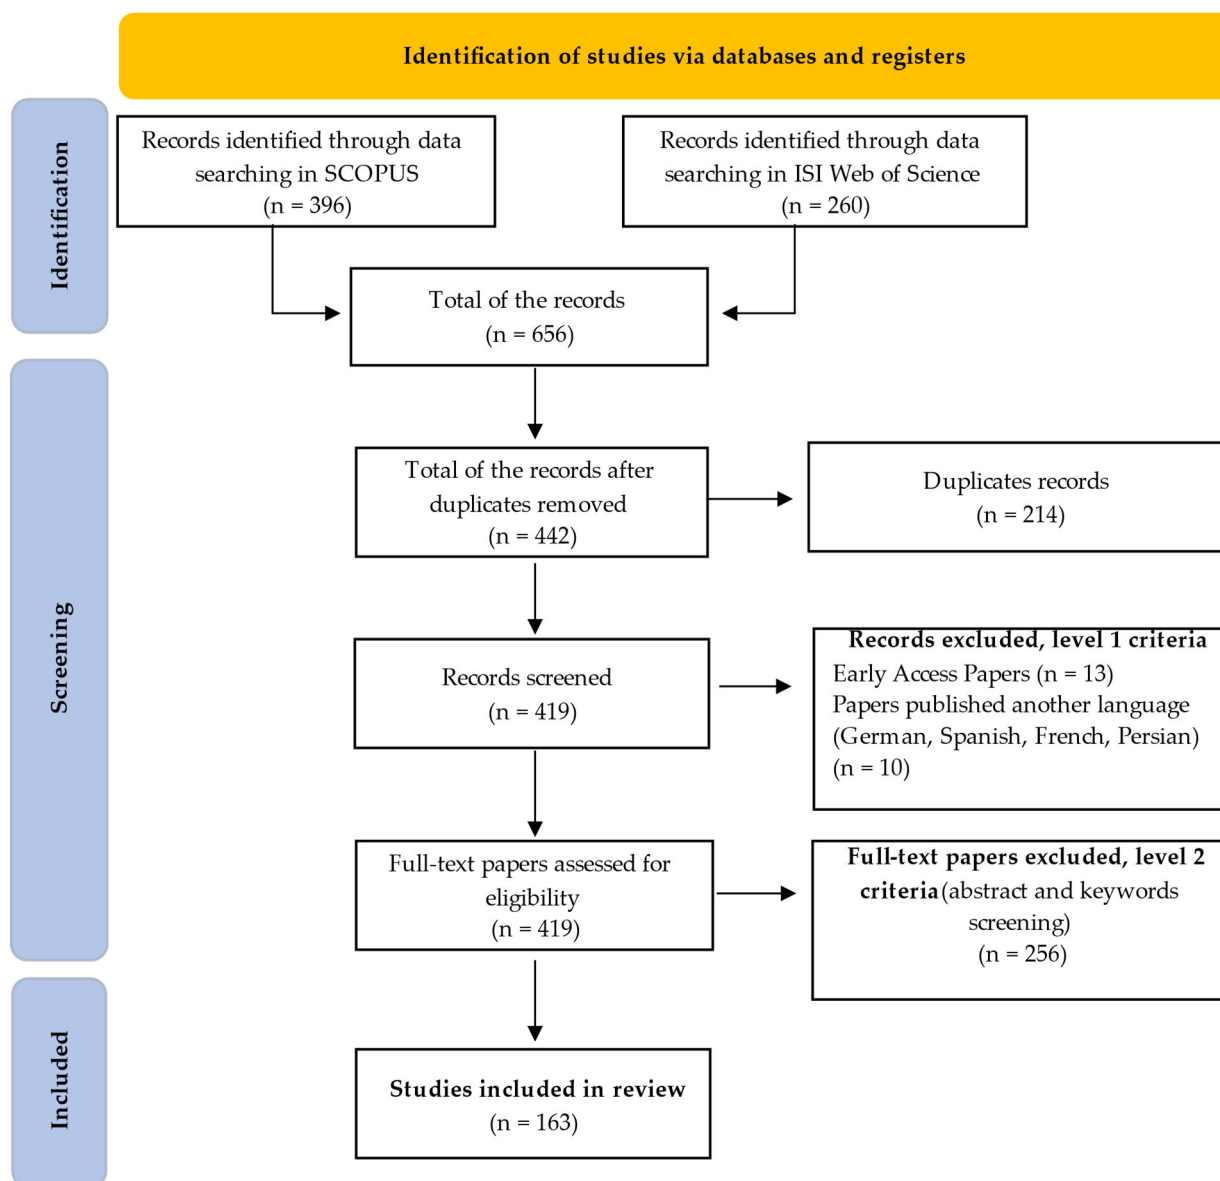 Identification of studies via databases and registers
Identification
Records identified through data
searching in SCOPUS
(n = 396)
Records identified through data
searching in ISI Web of Science
(n = 260)
Total of the records
(n = 656)
Screening
Total of the records after
duplicates removed
(n = 442)
Duplicates records
(n = 214)
Records screened
(n = 419)
Records excluded, level 1 criteria
Early Access Papers (n = 13)
Papers published another language
(German, Spanish, French, Persian)
(n = 10)
Full-text papers assessed for
eligibility
(n = 419)
Full-text papers excluded, level 2
criteria(abstract and keywords
screening)
(n = 256)
Included
Studies included in review
(n = 163)